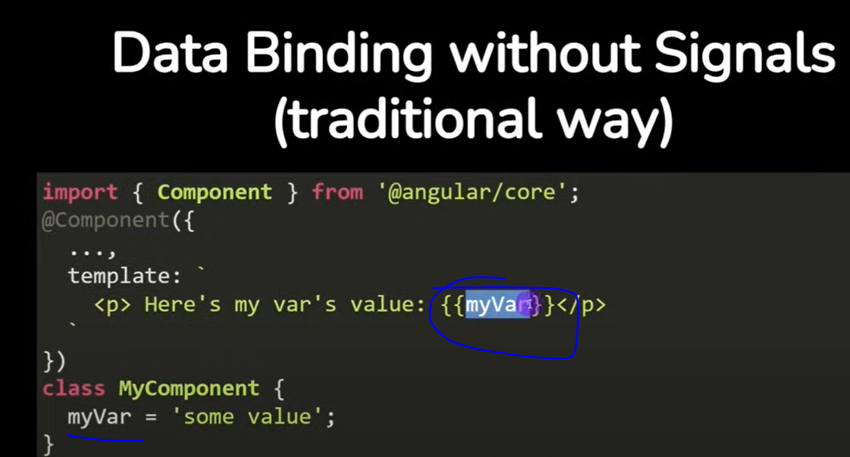 Data Binding without Signals
(traditional way)
import { Component } from '@angular/core';
@Component({
  ...,
  template: `
    <p> Here's my var's value: {{myVar}}</p>
  `
})
class MyComponent {
  myVar = 'some value';
}